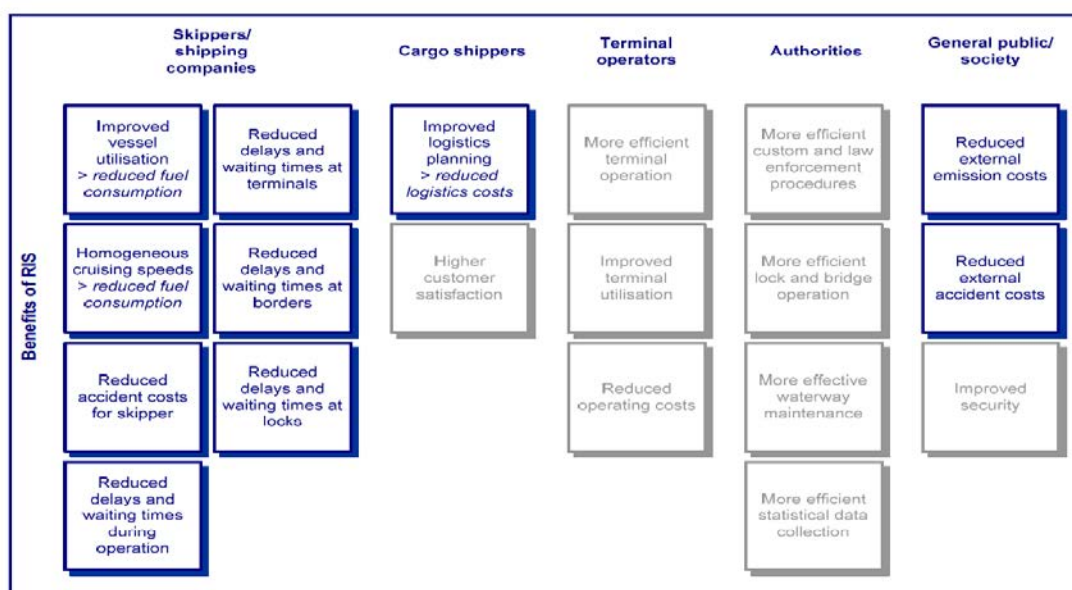 Skippers/
shipping
companies
Cargo shippers
Terminal
operators
Authorities
General public/
society
Benefits of RIS
Improved
vessel
utilisation
> reduced fuel
consumption
Reduced
delays and
waiting times at
terminals
Improved
logistics
planning
> reduced
logistics costs
More efficient
terminal
operation
More efficient
custom and law
enforcement
procedures
Reduced
external
emission costs
Homogeneous
cruising speeds
> reduced fuel
consumption
Reduced
delays and
waiting times at
borders
Higher
customer
satisfaction
Improved
terminal
utilisation
More efficient
lock and bridge
operation
Reduced
external
accident costs
Reduced
accident costs
for skipper
Reduced
delays and
waiting times at
locks
Reduced
operating costs
More effective
waterway
maintenance
Improved
security
Reduced
delays and
waiting times
during
operation
More efficient
statistical data
collection